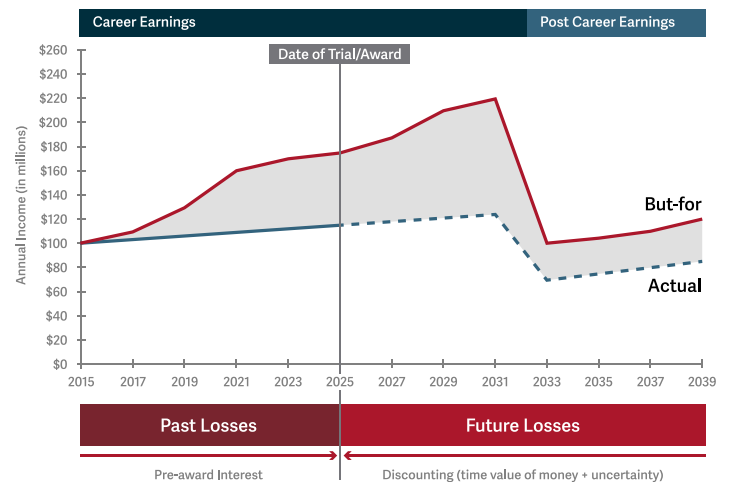 Career Earnings
Post Career Earnings
Date of Trial/Award
Annual Income (in millions)
$260
$240
$220
$200
$180
$160
$140
$120
$100
$80
$60
$40
$20
$0
But-for
Actual
2015 2017 2019 2021 2023 2025 2027 2029 2031 2033 2035 2037 2039
Past Losses
Future Losses
Pre-award Interest
Discounting (time value of money + uncertainty)